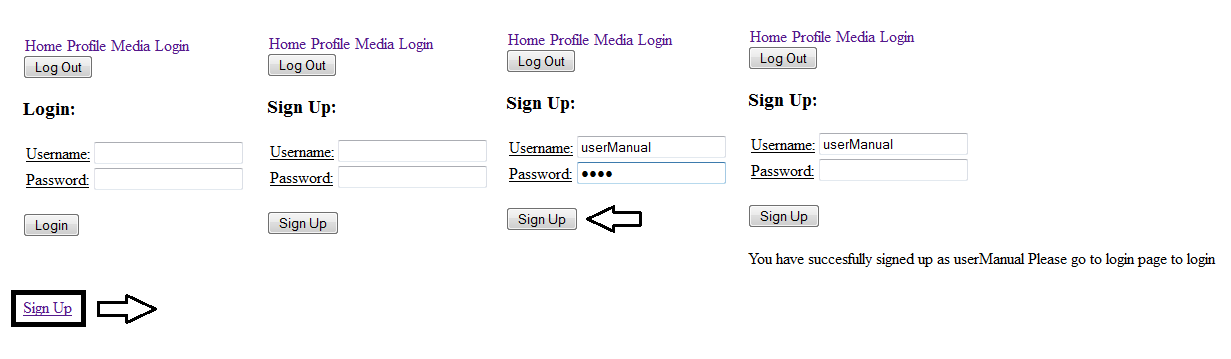 Home Profile Media Login
Log Out
Login:
Username:
Password:
Login
Sign Up
Home Profile Media Login
Log Out
Sign Up:
Username:
Password:
Sign Up
Home Profile Media Login
Log Out
Sign Up:
Username: userManual
Password: ●●●●
Sign Up
Home Profile Media Login
Log Out
Sign Up:
Username: userManual
Password:
Sign Up
You have succesfully signed up as userManual Please go to login page to login